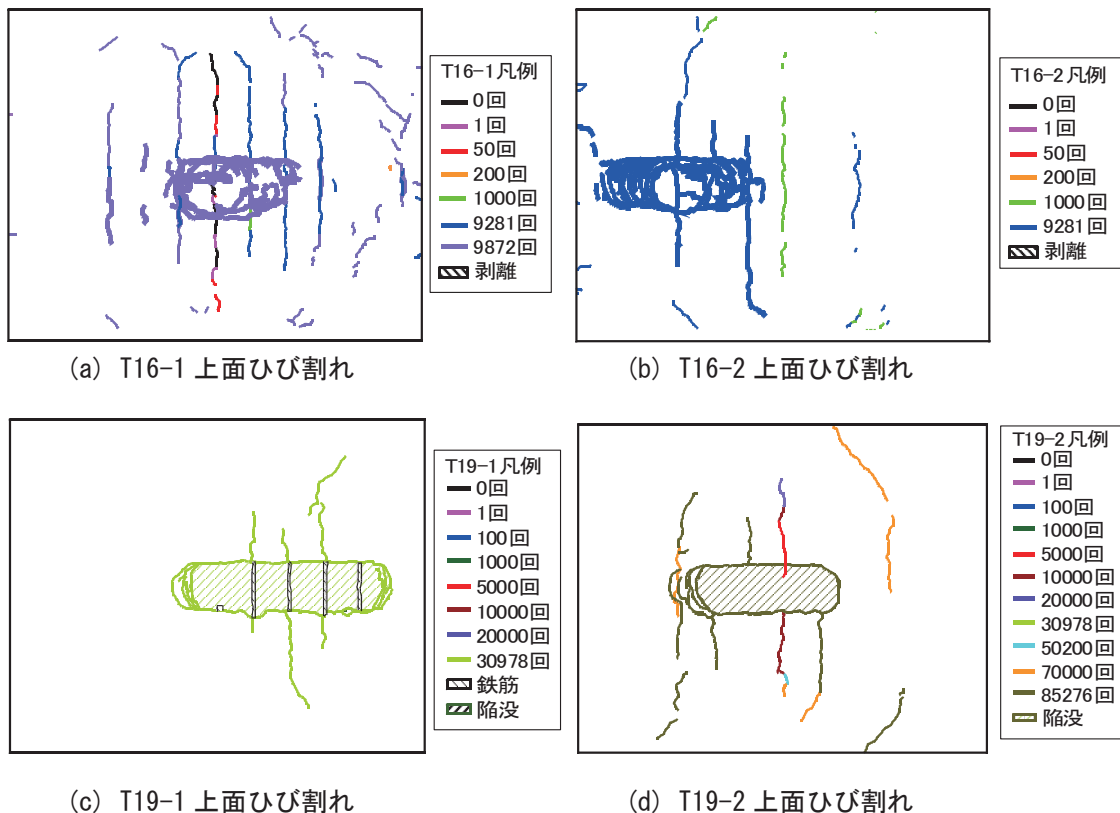 T16-1凡例
0回
1回
50回
200回
1000回
9281回
9872回
剥離
(a) T16-1 上面ひび割れ
T16-2凡例
0回
1回
50回
200回
1000回
9281回
剥離
(b) T16-2 上面ひび割れ
T19-1凡例
0回
1回
100回
1000回
5000回
10000回
20000回
30978回
鉄筋
陥没
(c) T19-1 上面ひび割れ
T19-2凡例
0回
1回
100回
1000回
5000回
10000回
20000回
30978回
50200回
70000回
85276回
陥没
(d) T19-2 上面ひび割れ